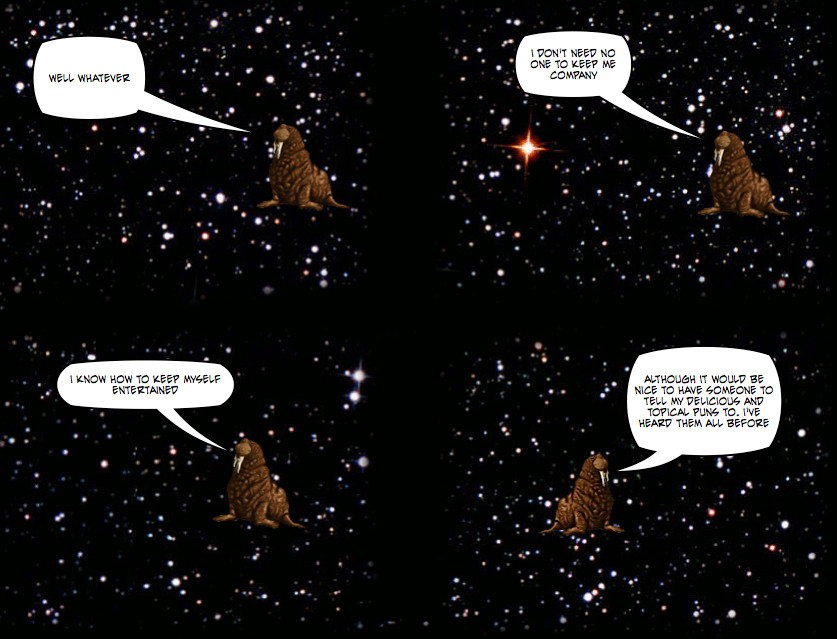 WELL WHATEVER
I DON'T NEED NO
ONE TO KEEP ME
COMPANY
I KNOW HOW TO KEEP MYSELF
ENTERTAINED
ALTHOUGH IT WOULD BE
NICE TO HAVE SOMEONE TO
TELL MY DELICIOUS AND
TOPICAL PUNS TO. I'VE
HEARD THEM ALL BEFORE